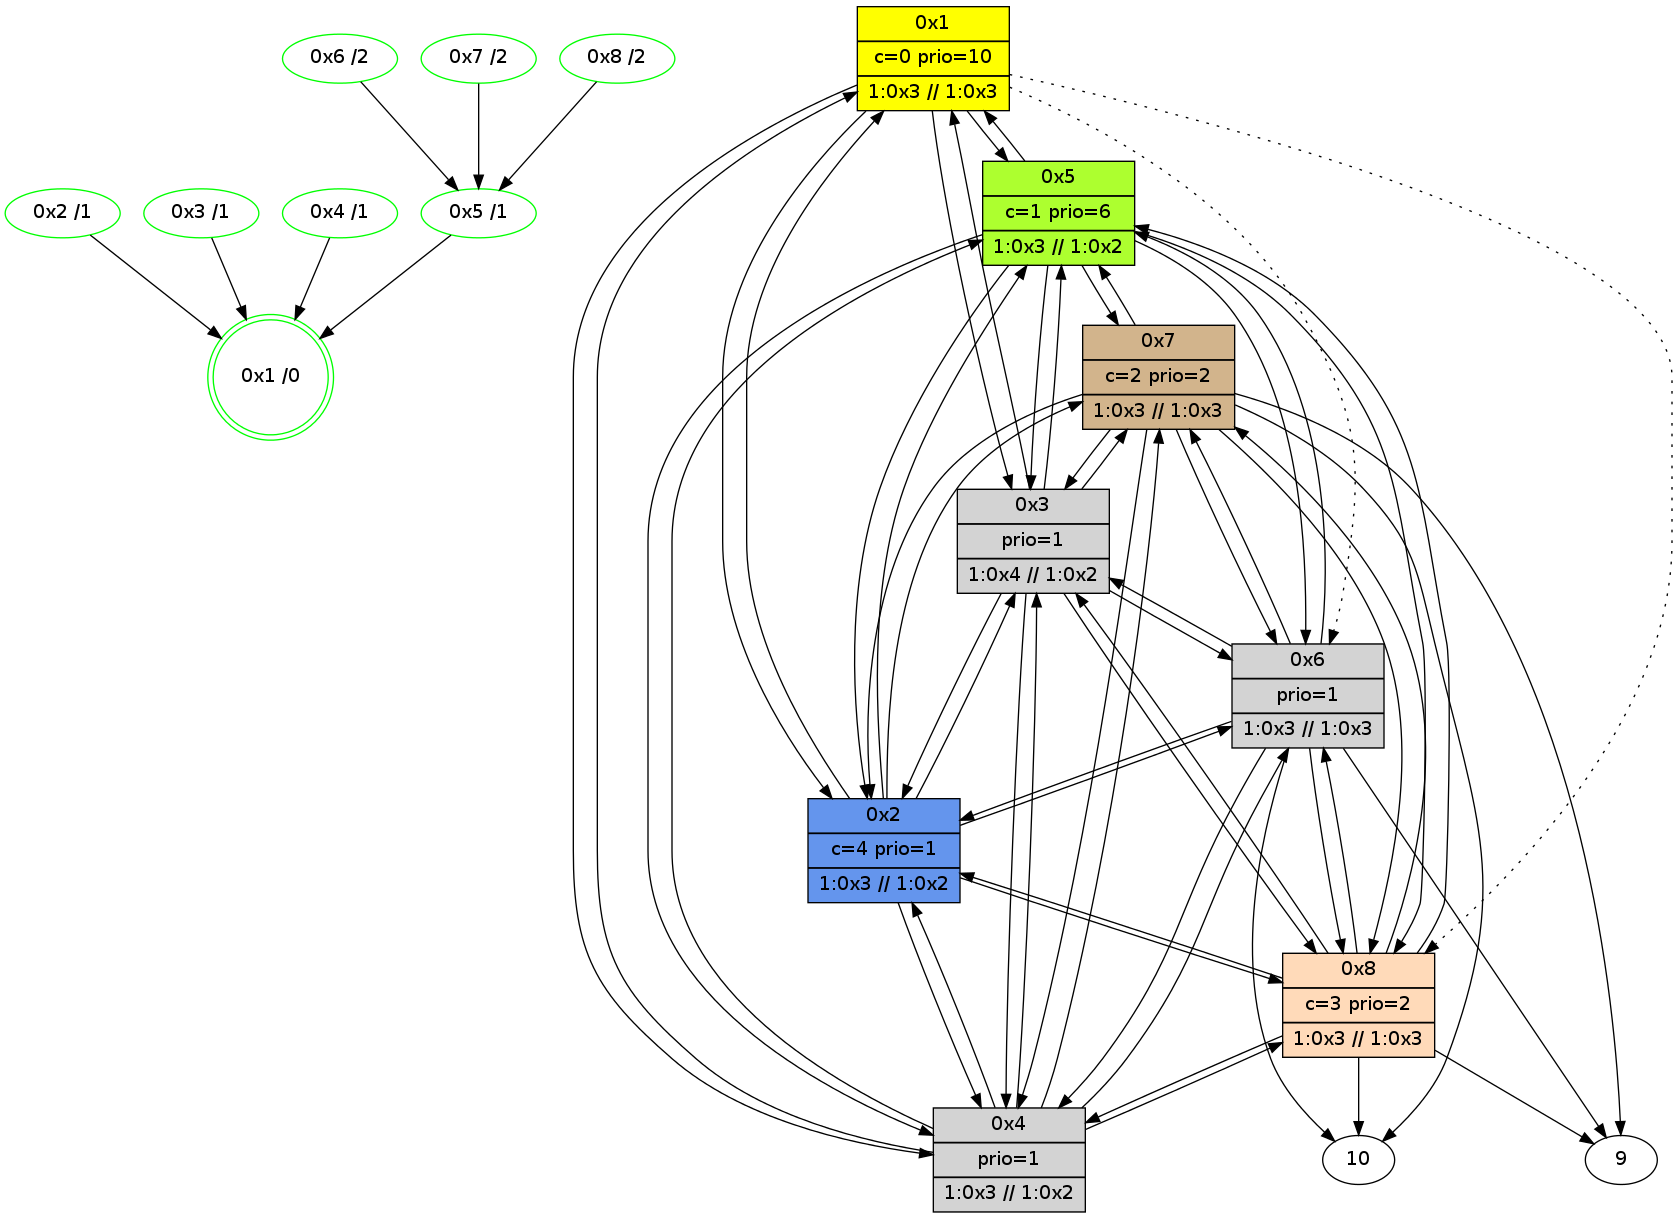 0x1
c=0 prio=10
1:0x3 // 1:0x3
0x6 /2
0x7 /2
0x8 /2
0x5
c=1 prio=6
1:0x3 // 1:0x2
0x2 /1
0x3 /1
0x4 /1
0x5 /1
0x7
c=2 prio=2
1:0x3 // 1:0x3
0x1 /0
0x3
prio=1
1:0x4 // 1:0x2
0x6
prio=1
1:0x3 // 1:0x3
0x2
c=4 prio=1
1:0x3 // 1:0x2
0x8
c=3 prio=2
1:0x3 // 1:0x3
0x4
prio=1
1:0x3 // 1:0x2
10
9